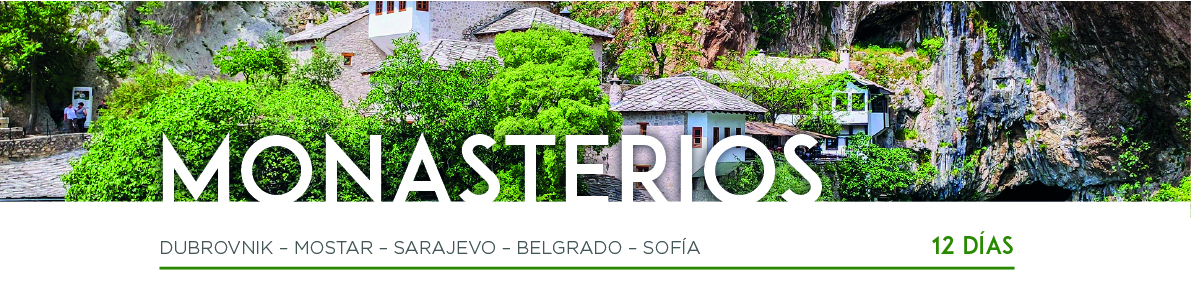 MONASTERIOS
DUBROVNIK – MOSTAR – SARAJEVO – BELGRADO – SOFÍA 12 DÍAS